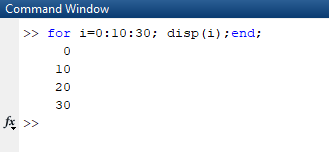 Command Window
>> for i=0:10:30; disp(i);end;
0
10
20
30
fx >>